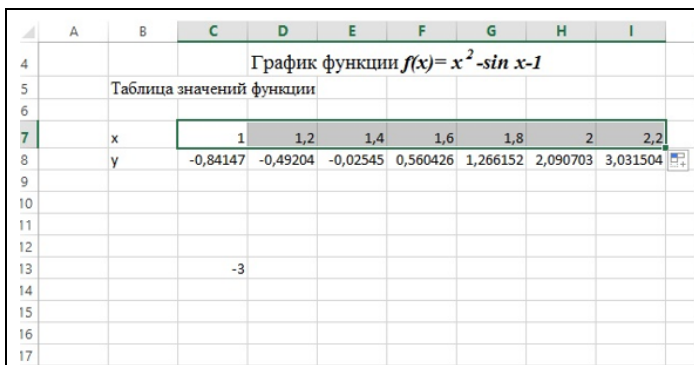 A B C D E F G H I
4 График функции f(x)= x² -sin x-1
5 Таблица значений функции
6
7 x 1 1,2 1,4 1,6 1,8 2 2,2
8 y -0,84147 -0,49204 -0,02545 0,560426 1,266152 2,090703 3,031504
9
10
11
12
13 -3
14
15
16
17